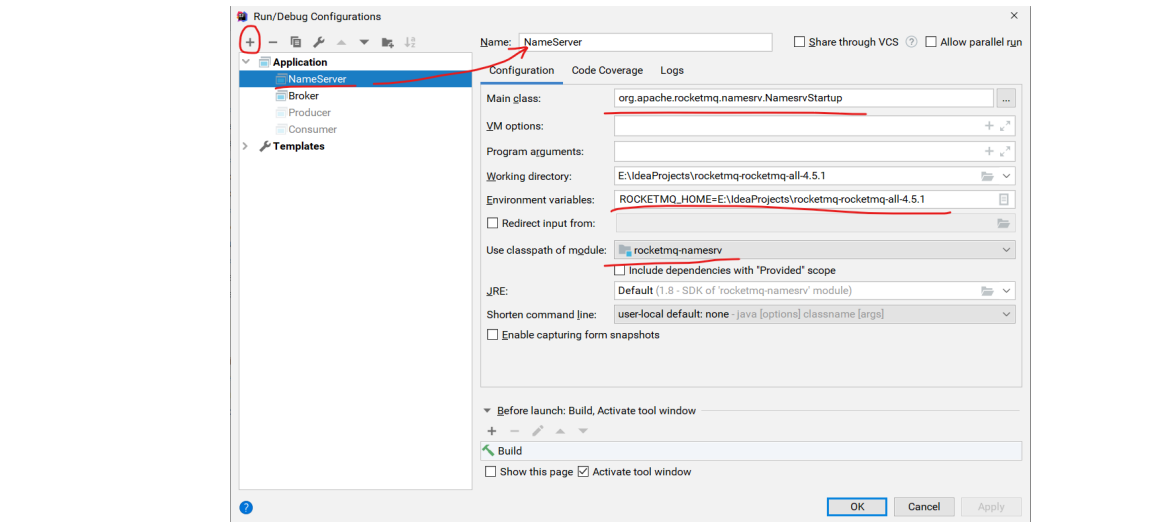 Run/Debug Configurations
Name: NameServer
Share through VCS
Allow parallel run
Application
NameServer
Broker
Producer
Consumer
Templates
Configuration Code Coverage Logs
Main class: org.apache.rocketmq.namesrv.NamesrvStartup ...
VM options:
Program arguments:
Working directory: E:\IdeaProjects\rocketmq-rocketmq-all-4.5.1
Environment variables: ROCKETMQ_HOME=E:\IdeaProjects\rocketmq-rocketmq-all-4.5.1
Redirect input from:
Use classpath of module: rocketmq-namesrv
Include dependencies with "Provided" scope
JRE: Default (1.8 - SDK of 'rocketmq-namesrv' module)
Shorten command line: user-local default: none - java [options] classname [args]
Enable capturing form snapshots
Before launch: Build, Activate tool window
Build
Show this page Activate tool window
? OK Cancel Apply